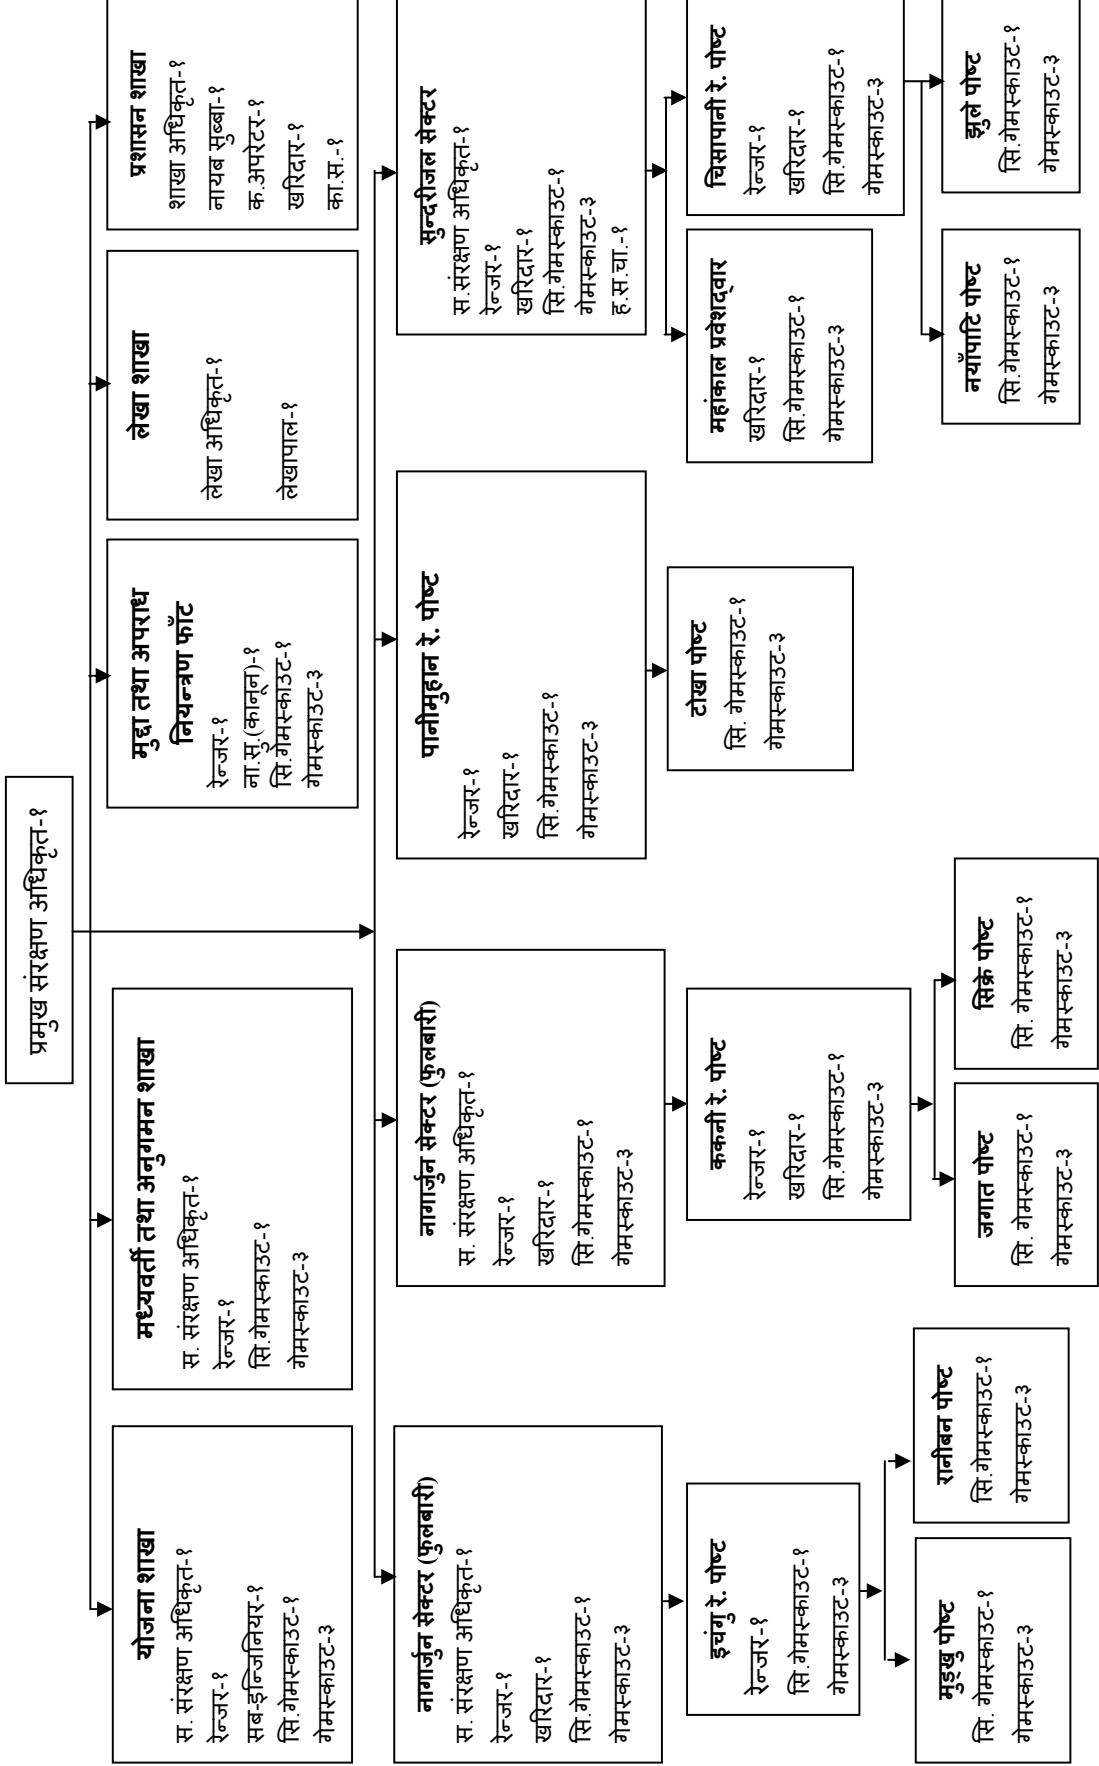 प्रमुख संरक्षण अधिकृत-१
योजना शाखा
स. संरक्षण अधिकृत-१
रेन्जर-१
सब-इन्जिनियर-१
सि.गेमस्काउट-१
गेमस्काउट-३
मध्यवर्ती तथा अनुगमन शाखा
स. संरक्षण अधिकृत-१
रेन्जर-१
सि.गेमस्काउट-१
गेमस्काउट-३
मुद्दा तथा अपराध
नियन्त्रण फाँट
रेन्जर-१
ना.सु.(कानून)-१
सि.गेमस्काउट-१
गेमस्काउट-३
लेखा शाखा
लेखा अधिकृत-१
लेखापाल-१
प्रशासन शाखा
शाखा अधिकृत-१
नायब सुब्बा-१
क.अपरेटर-१
खरिदार-१
का.स.-१
नागार्जुन सेक्टर (फुलबारी)
स. संरक्षण अधिकृत-१
रेन्जर-१
खरिदार-१
सि.गेमस्काउट-१
गेमस्काउट-३
नागार्जुन सेक्टर (फुलबारी)
स. संरक्षण अधिकृत-१
रेन्जर-१
खरिदार-१
सि.गेमस्काउट-१
गेमस्काउट-३
पानीमुहान रे. पोष्ट
रेन्जर-१
खरिदार-१
सि.गेमस्काउट-१
गेमस्काउट-३
सुन्दरीजल सेक्टर
स.संरक्षण अधिकृत-१
रेन्जर-१
खरिदार-१
सि.गेमस्काउट-१
गेमस्काउट-३
ह.स.चा.-१
इचंगु रे. पोष्ट
रेन्जर-१
सि.गेमस्काउट-१
गेमस्काउट-३
ककनी रे. पोष्ट
रेन्जर-१
खरिदार-१
सि.गेमस्काउट-१
गेमस्काउट-३
टोखा पोष्ट
सि. गेमस्काउट-१
गेमस्काउट-३
महांकाल प्रवेशद्वार
खरिदार-१
सि.गेमस्काउट-१
गेमस्काउट-३
चिसापानी रे. पोष्ट
रेन्जर-१
खरिदार-१
सि.गेमस्काउट-१
गेमस्काउट-३
मुड्खु पोष्ट
सि. गेमस्काउट-१
गेमस्काउट-३
रानीबन पोष्ट
सि.गेमस्काउट-१
गेमस्काउट-३
जगात पोष्ट
सि. गेमस्काउट-१
गेमस्काउट-३
सिक्रे पोष्ट
सि. गेमस्काउट-१
गेमस्काउट-३
नयाँपाटि पोष्ट
सि.गेमस्काउट-१
गेमस्काउट-३
झुले पोष्ट
सि.गेमस्काउट-१
गेमस्काउट-३